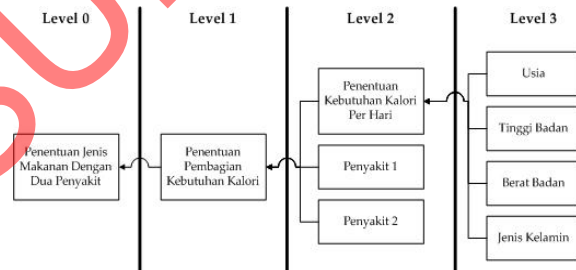 Level 0
Level 1
Level 2
Level 3
Penentuan Jenis
Makanan Dengan
Dua Penyakit
Penentuan
Pembagian
Kebutuhan Kalori
Penentuan
Kebutuhan Kalori
Per Hari
Penyakit 1
Penyakit 2
Usia
Tinggi Badan
Berat Badan
Jenis Kelamin